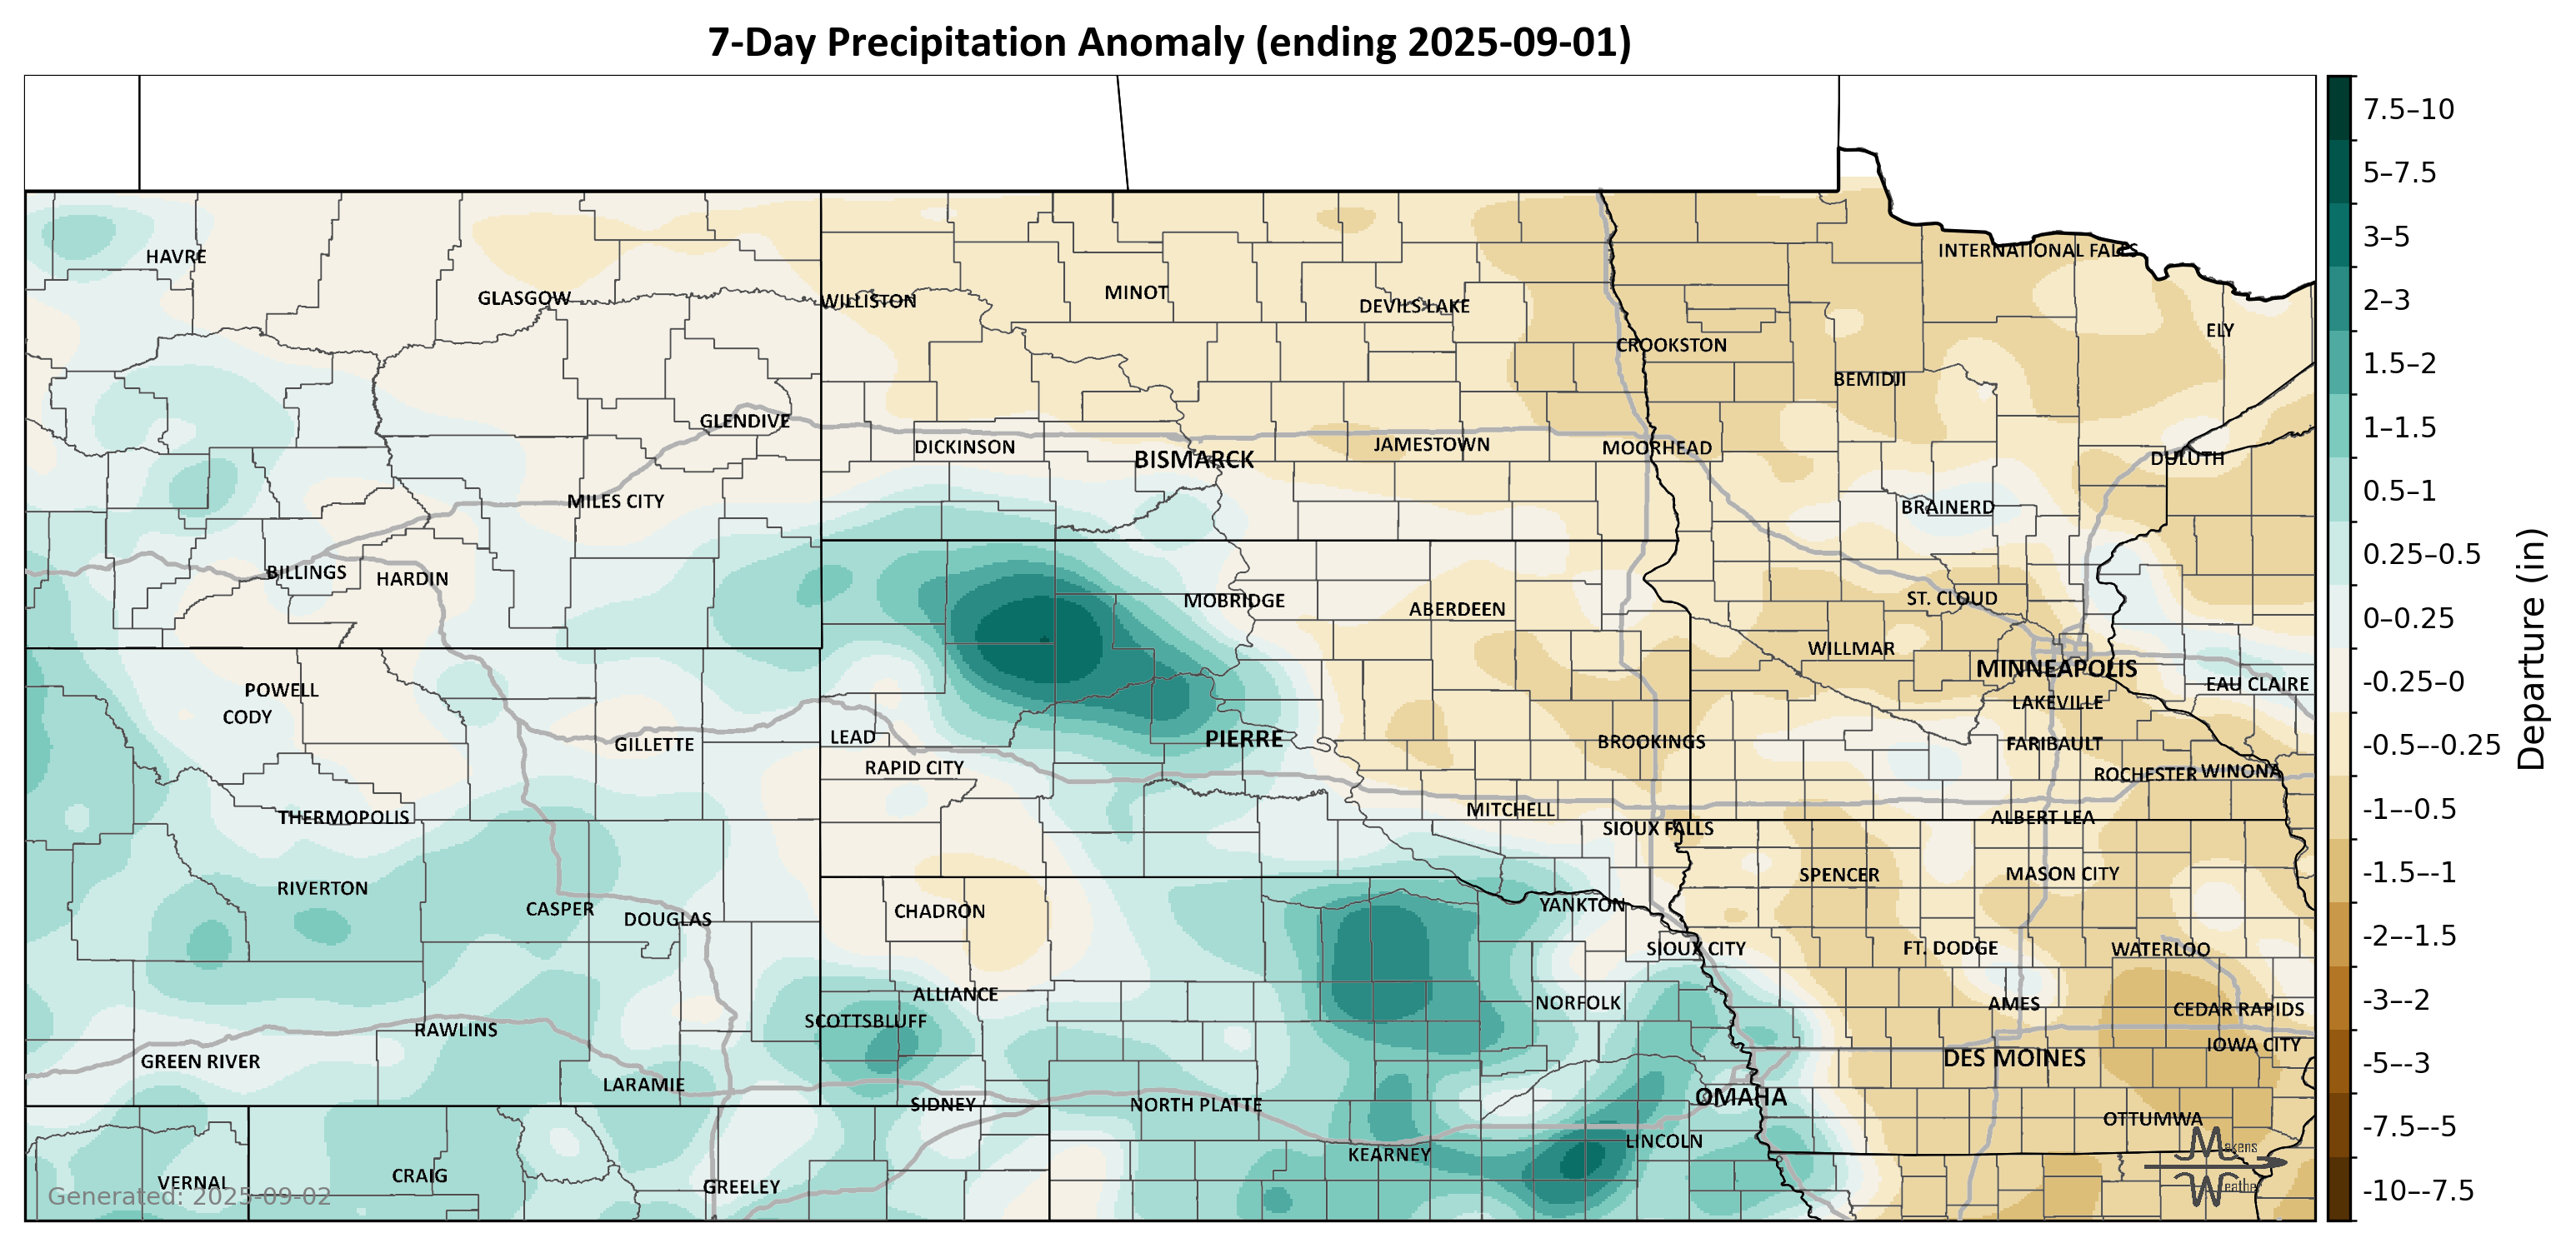 7-Day Precipitation Anomaly (ending 2025-09-01)
HAVRE
GLASGOW
WILLISTON
MINOT
DEVILS LAKE
INTERNATIONAL FALLS
ELY
CROOKSTON
BEMIDJI
GLENDIVE
DICKINSON
BISMARCK
JAMESTOWN
MOORHEAD
DULUTH
MILES CITY
BRAINERD
BILLINGS
HARDIN
MOBRIDGE
ABERDEEN
ST. CLOUD
WILLMAR
MINNEAPOLIS
EAU CLAIRE
POWELL
CODY
LAKEVILLE
GILLETTE
LEAD
PIERRE
BROOKINGS
FARIBAULT
RAPID CITY
ROCHESTER
WINONA
THERMOPOLIS
MITCHELL
ALBERT LEA
SIOUX FALLS
RIVERTON
SPENCER
MASON CITY
CASPER
DOUGLAS
CHADRON
YANKTON
SIOUX CITY
FT. DODGE
WATERLOO
ALLIANCE
NORFOLK
AMES
CEDAR RAPIDS
SCOTTSBLUFF
RAWLINS
IOWA CITY
GREEN RIVER
DES MOINES
LARAMIE
SIDNEY
NORTH PLATTE
OMAHA
OTTUMWA
LINCOLN
KEARNEY
VERNAL
CRAIG
GREELEY
Generated: 2025-09-02
Makens
Weather
7.5–10
5–7.5
3–5
2–3
1.5–2
1–1.5
0.5–1
0.25–0.5
0–0.25
-0.25–0
-0.5–-0.25
-1–-0.5
-1.5–-1
-2–-1.5
-3–-2
-5–-3
-7.5–-5
-10–-7.5
Departure (in)